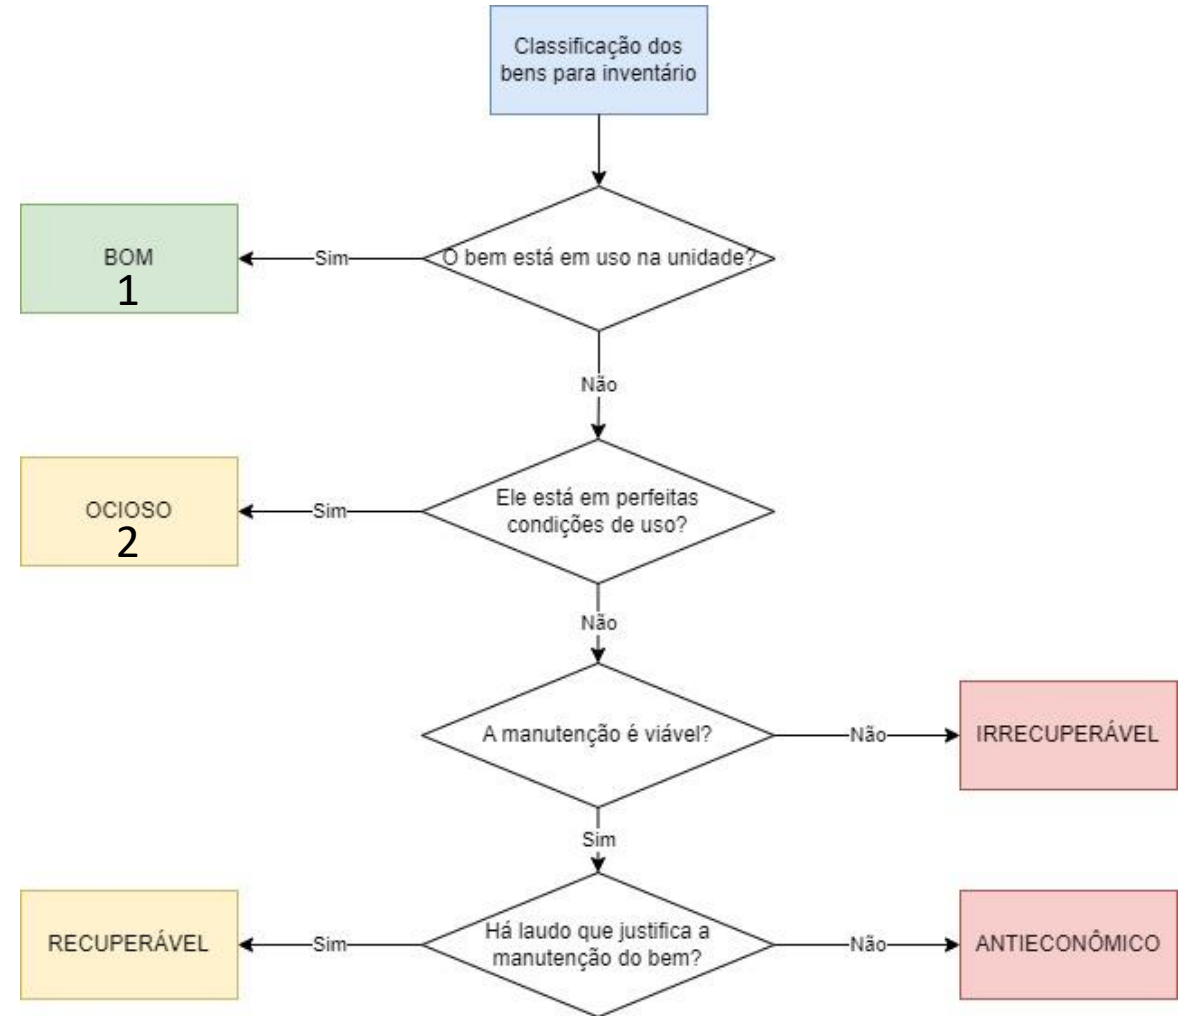 Classificação dos
bens para inventário
O bem está em uso na unidade?
Sim
BOM
1
Não
Ele está em perfeitas
condições de uso?
Sim
OCIOSO
2
Não
A manutenção é viável?
Não
IRRECUPERÁVEL
Sim
Há laudo que justifica a
manutenção do bem?
Sim
RECUPERÁVEL
Não
ANTIECONÔMICO